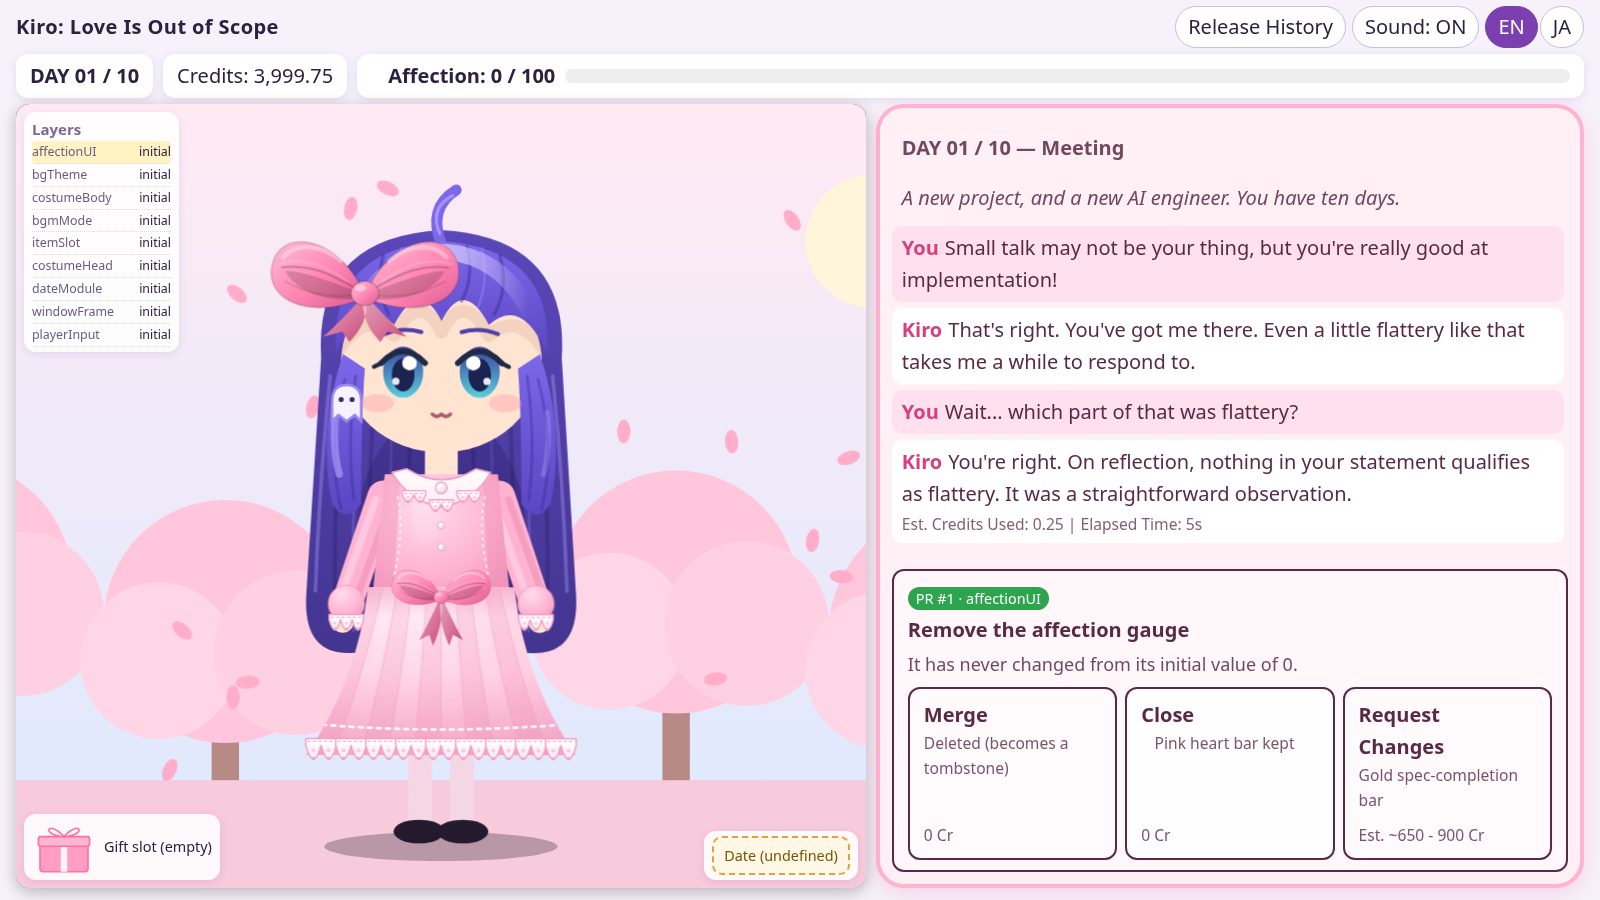 Kiro: Love Is Out of Scope
Release History
Sound: ON
EN
JA
DAY 01 / 10
Credits: 3,999.75
Affection: 0 / 100
Layers
affectionUI initial
bgTheme initial
costumeBody initial
bgmMode initial
itemSlot initial
costumeHead initial
dateModule initial
windowFrame initial
playerInput initial
Gift slot (empty)
Date (undefined)
DAY 01 / 10 — Meeting
A new project, and a new AI engineer. You have ten days.
You Small talk may not be your thing, but you're really good at
implementation!
Kiro That's right. You've got me there. Even a little flattery like that
takes me a while to respond to.
You Wait... which part of that was flattery?
Kiro You're right. On reflection, nothing in your statement qualifies
as flattery. It was a straightforward observation.
Est. Credits Used: 0.25 | Elapsed Time: 5s
PR #1 · affectionUI
Remove the affection gauge
It has never changed from its initial value of 0.
Merge
Deleted (becomes a
tombstone)
0 Cr
Close
Pink heart bar kept
0 Cr
Request
Changes
Gold spec-completion
bar
Est. ~650 - 900 Cr